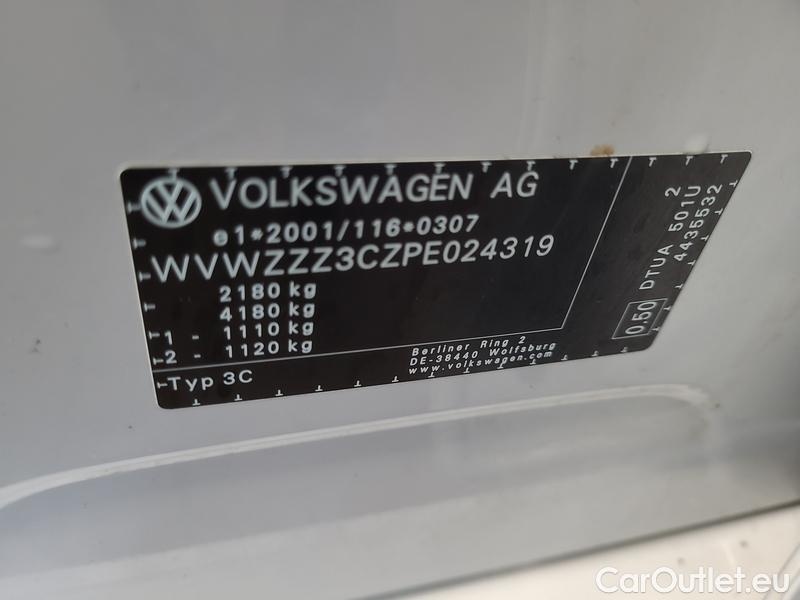 VOLKSWAGEN AG
e1*2001/116*0307
WVWZZZ3CZPE024319
2180 kg
4180 kg
1 - 1110 kg
2 - 1120 kg
Typ 3C
Berliner Ring 2
DE-38440 Wolfsburg
www.volkswagen.com
0.50
DTUA 501U
2
4435532
CarOutlet.eu